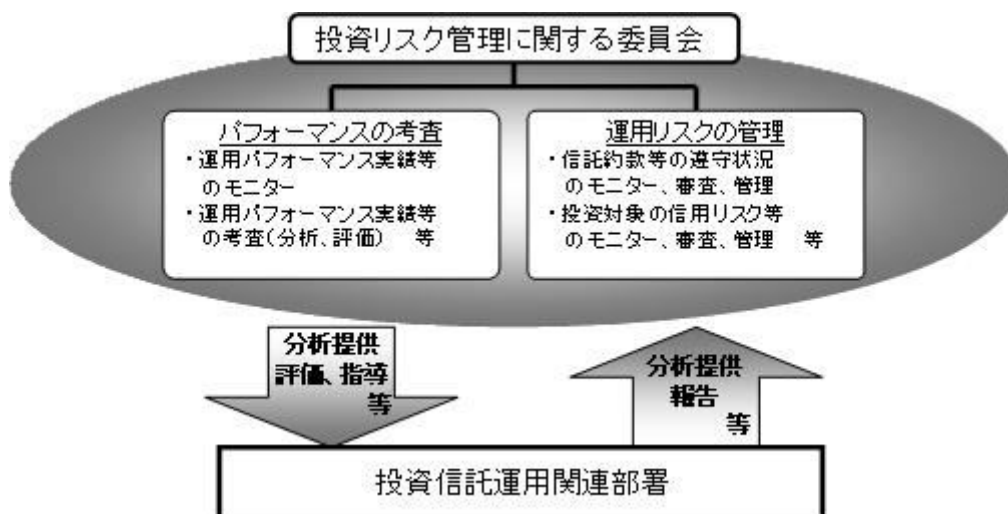 投資リスク管理に関する委員会
パフォーマンスの考査
・運用パフォーマンス実績等
のモニター
・運用パフォーマンス実績等
の考査(分析、評価) 等
運用リスクの管理
・信託約款等の遵守状況
のモニター、審査、管理
・投資対象の信用リスク等
のモニター、審査、管理 等
分析提供
評価、指導
等
分析提供
報告
等
投資信託運用関連部署